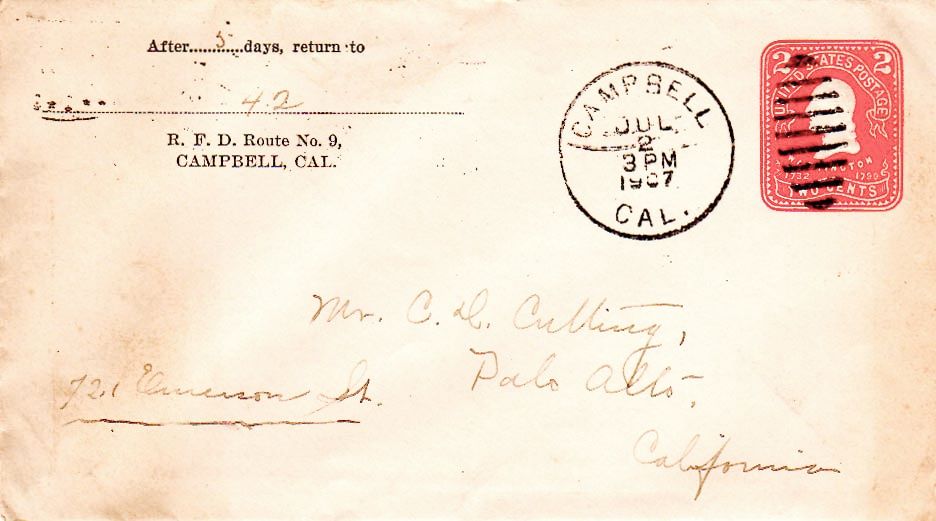 After.....5.....days, return to
42
R. F. D. Route No. 9,
CAMPBELL, CAL.
CAMPBELL
JUL
2
3 PM
1907
CAL.
2 2
UNITED STATES POSTAGE
WASHINGTON
1732 1799
TWO CENTS
Mr. C. D. Cutting,
Palo Alto,
721 Emerson St.
California